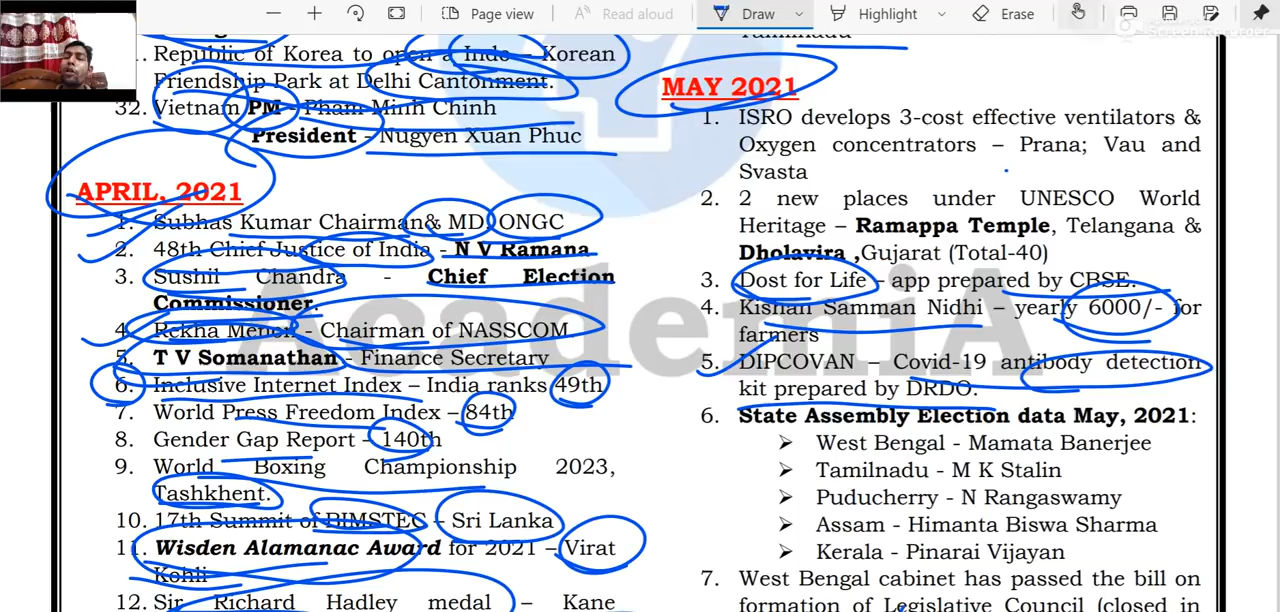 Page view
Read aloud
Draw
Highlight
Erase
Screen Recorder
Republic of Korea to open a Indo – Korean
Friendship Park at Delhi Cantonment.
32. Vietnam PM – Pham Minh Chinh
President - Nugyen Xuan Phuc
APRIL, 2021
1. Subhas Kumar Chairman& MD, ONGC
2. 48th Chief Justice of India - N V Ramana
3. Sushil Chandra - Chief Election
Commissioner.
4. Rekha Menon - Chairman of NASSCOM
5. T V Somanathan - Finance Secretary
6. Inclusive Internet Index – India ranks 49th
7. World Press Freedom Index – 84th
8. Gender Gap Report – 140th
9. World Boxing Championship 2023,
Tashkhent.
10. 17th Summit of BIMSTEC – Sri Lanka
11. Wisden Alamanac Award for 2021 – Virat
Kohli
12. Sir Richard Hadley medal – Kane
Tamilnadu
MAY 2021
1. ISRO develops 3-cost effective ventilators &
Oxygen concentrators – Prana; Vau and
Svasta
2. 2 new places under UNESCO World
Heritage – Ramappa Temple, Telangana &
Dholavira ,Gujarat (Total-40)
3. Dost for Life – app prepared by CBSE.
4. Kishan Samman Nidhi – yearly 6000/- for
farmers
5. DIPCOVAN – Covid-19 antibody detection
kit prepared by DRDO.
6. State Assembly Election data May, 2021:
➢ West Bengal - Mamata Banerjee
➢ Tamilnadu - M K Stalin
➢ Puducherry - N Rangaswamy
➢ Assam - Himanta Biswa Sharma
➢ Kerala - Pinarai Vijayan
7. West Bengal cabinet has passed the bill on
formation of Legislative Council (closed in
AcademiA